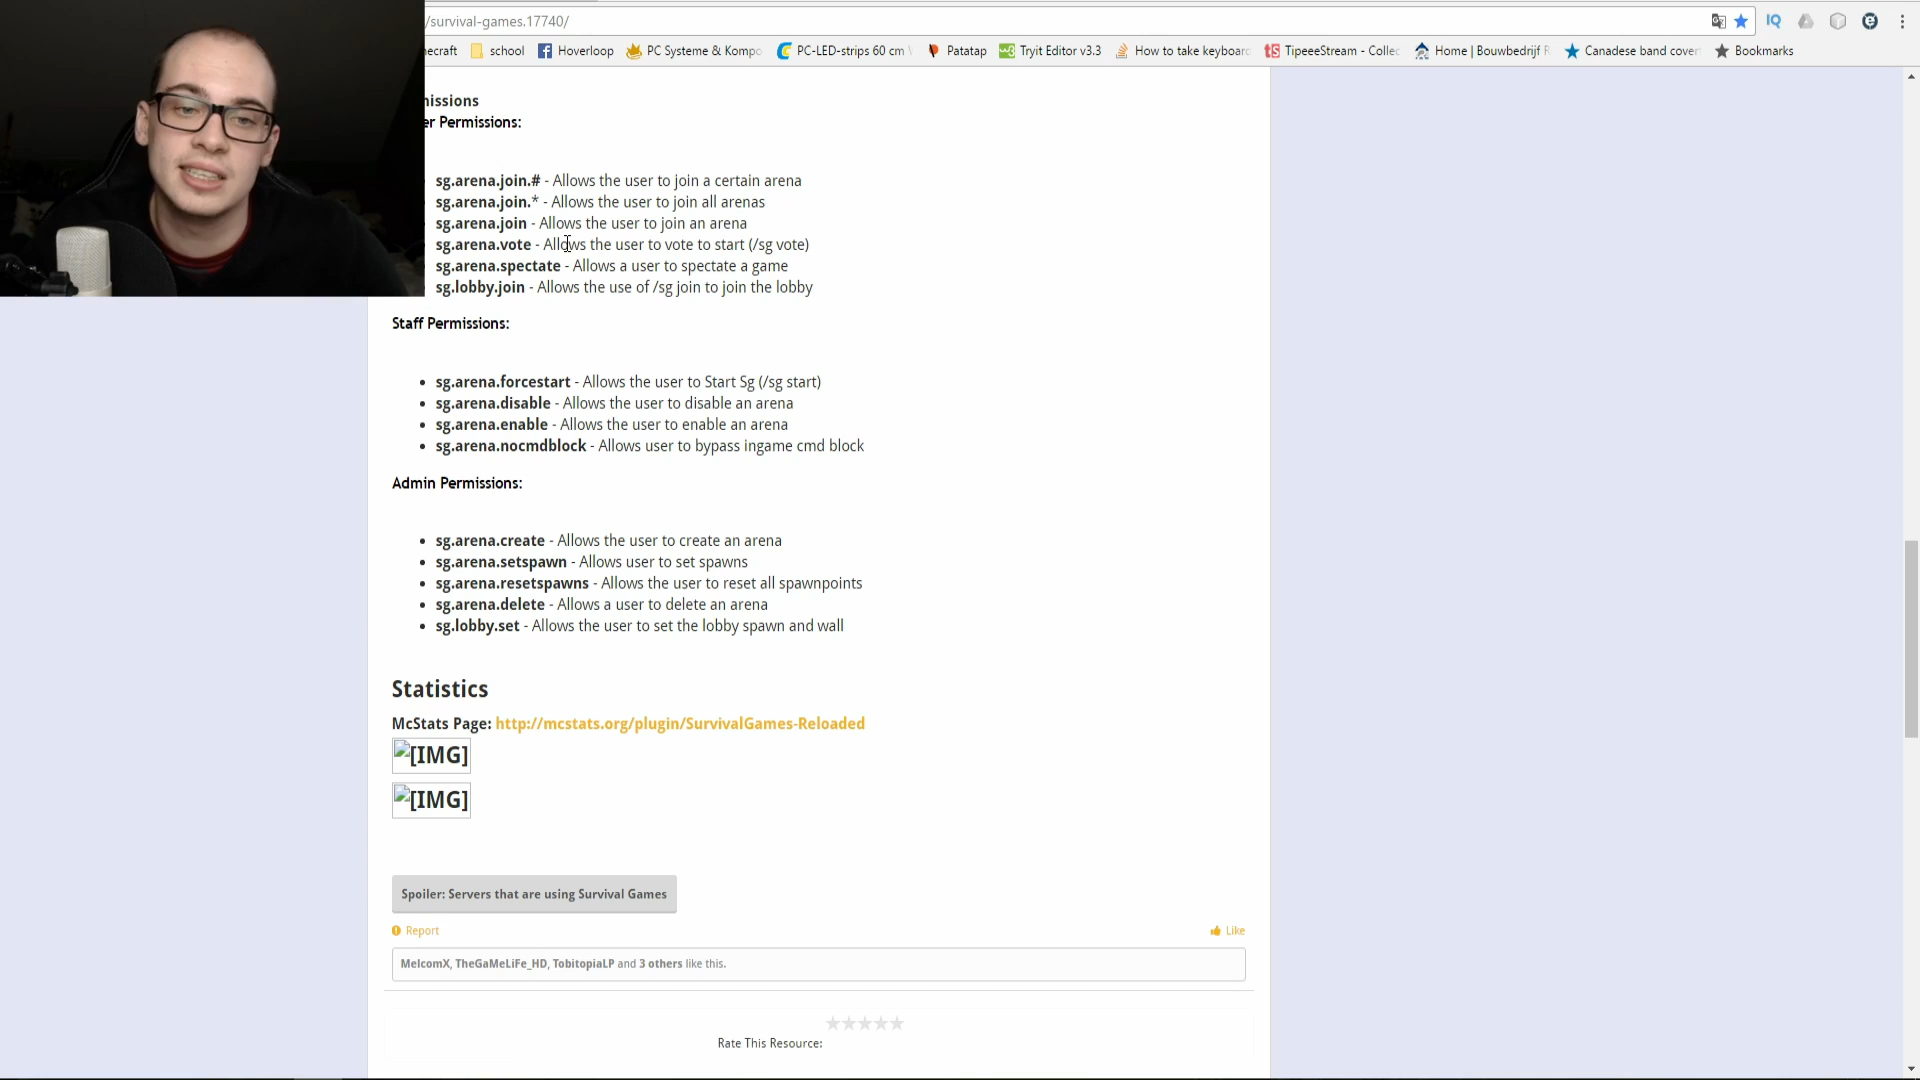 /survival-games.17740/
ecraft school Hoverloop PC Systeme & Kompo PC-LED-strips 60 cm Patatap Tryit Editor v3.3 How to take keyboar TipeeeStream - Collec Home | Bouwbedrijf Canadese band cover Bookmarks
issions
er Permissions:
sg.arena.join.# - Allows the user to join a certain arena
sg.arena.join.* - Allows the user to join all arenas
sg.arena.join - Allows the user to join an arena
sg.arena.vote - Allows the user to vote to start (/sg vote)
sg.arena.spectate - Allows a user to spectate a game
sg.lobby.join - Allows the use of /sg join to join the lobby
Staff Permissions:
• sg.arena.forcestart - Allows the user to Start Sg (/sg start)
• sg.arena.disable - Allows the user to disable an arena
• sg.arena.enable - Allows the user to enable an arena
• sg.arena.nocmdblock - Allows user to bypass ingame cmd block
Admin Permissions:
• sg.arena.create - Allows the user to create an arena
• sg.arena.setspawn - Allows user to set spawns
• sg.arena.resetspawns - Allows the user to reset all spawnpoints
• sg.arena.delete - Allows a user to delete an arena
• sg.lobby.set - Allows the user to set the lobby spawn and wall
Statistics
McStats Page: http://mcstats.org/plugin/SurvivalGames-Reloaded
[IMG]
[IMG]
Spoiler: Servers that are using Survival Games
Report Like
MelcomX, TheGaMeLiFe_HD, TobitopiaLP and 3 others like this.
Rate This Resource: